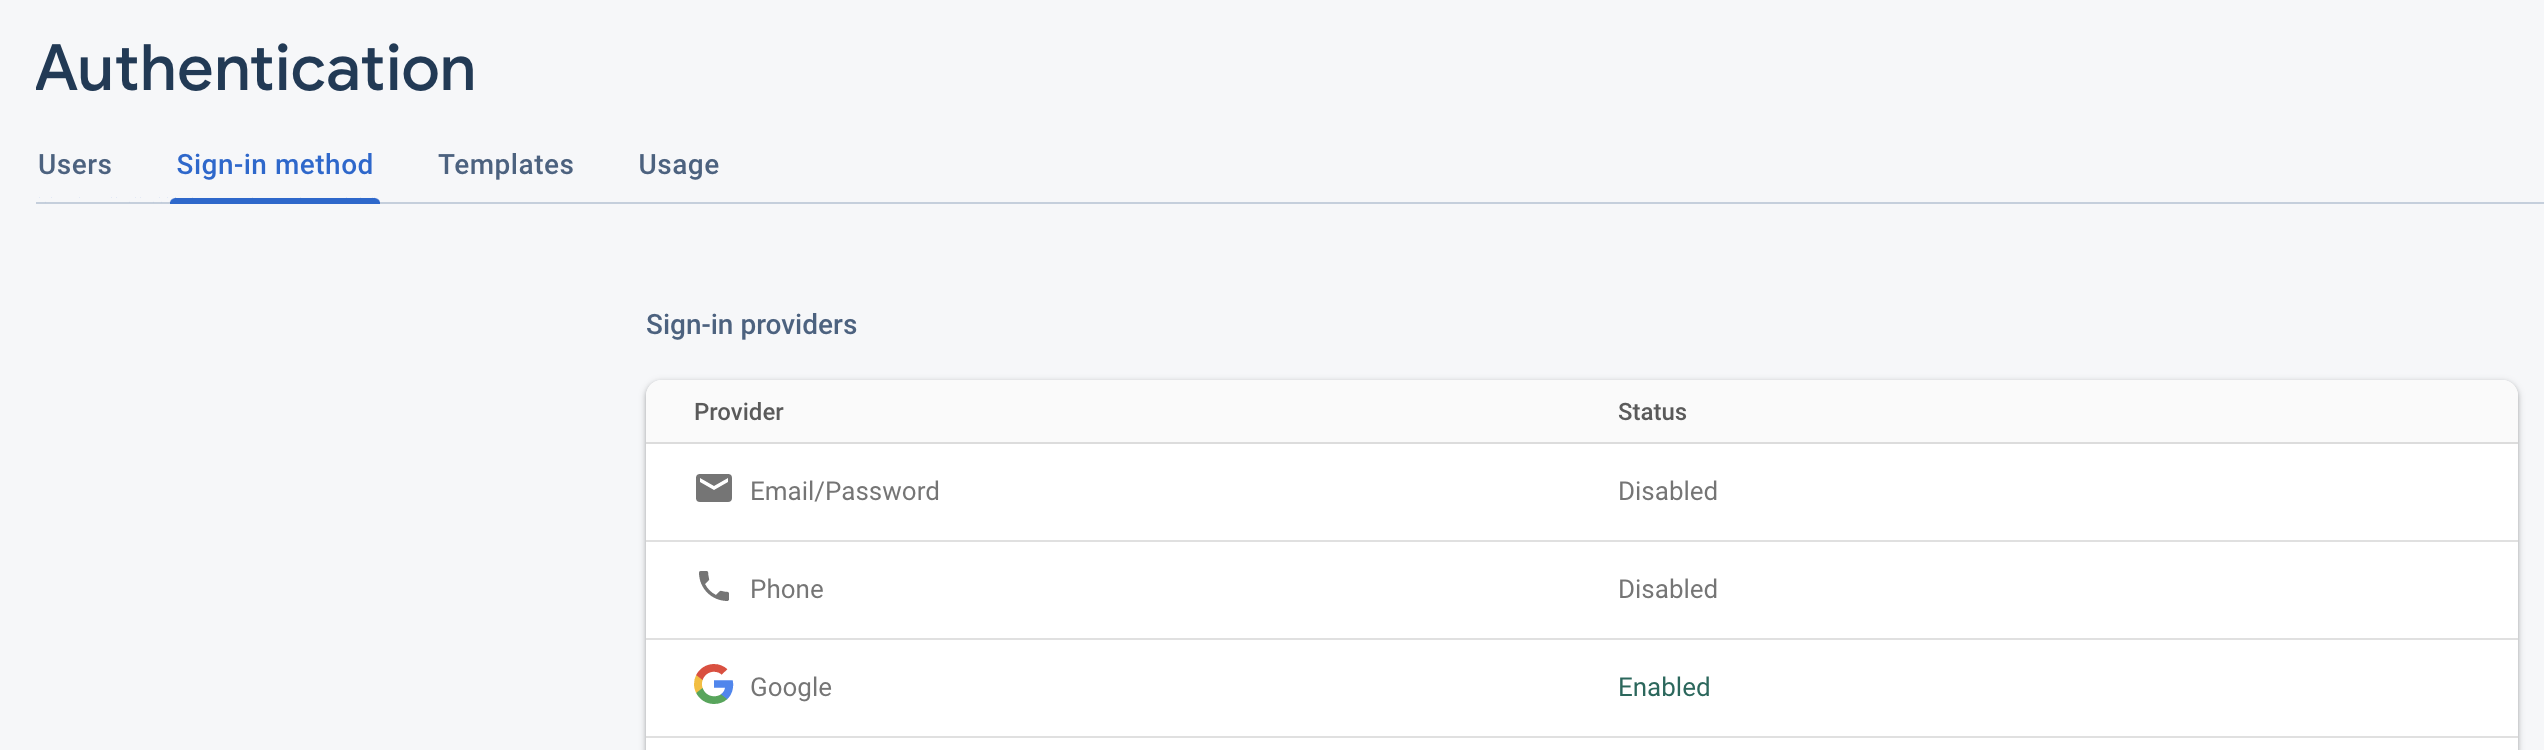 Authentication
Users Sign-in method Templates Usage
Sign-in providers
Provider Status
Email/Password Disabled
Phone Disabled
Google Enabled